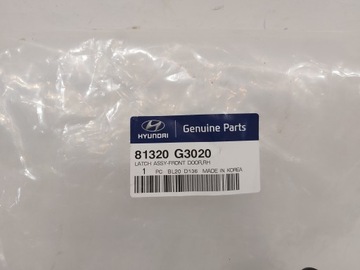 HYUNDAI
Genuine Parts
81320 G3020
LATCH ASSY-FRONT DOOR,RH
1 PC BL20 D136 MADE IN KOREA